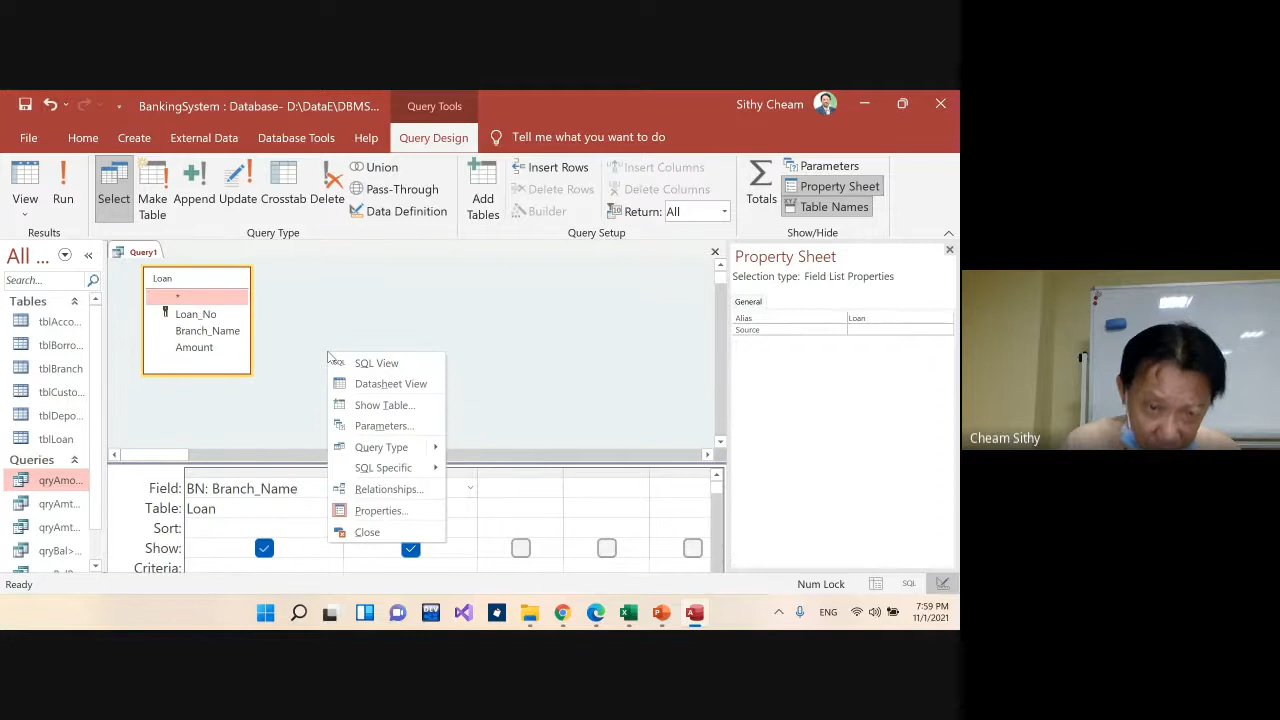 BankingSystem : Database- D:\DataE\DBMS...
Query Tools
Sithy Cheam
File
Home
Create
External Data
Database Tools
Help
Query Design
Tell me what you want to do
View
Run
Select
Make Table
Append
Update
Crosstab
Delete
Union
Pass-Through
Data Definition
Add Tables
Insert Rows
Delete Rows
Builder
Insert Columns
Delete Columns
Return: All
Totals
Parameters
Property Sheet
Table Names
Results
Query Type
Query Setup
Show/Hide
All ...
Search...
Tables
tblAcco...
tblBorro...
tblBranch
tblCusto...
tblDepo...
tblLoan
Queries
qryAmo...
qryAmt...
qryAmt...
qryBal>...
Query1
Loan
*
Loan_No
Branch_Name
Amount
SQL View
Datasheet View
Show Table...
Parameters...
Query Type
SQL Specific
Relationships...
Properties...
Close
Field: BN: Branch_Name
Table: Loan
Sort:
Show:
Criteria:
Property Sheet
Selection type: Field List Properties
General
Alias Loan
Source
Cheam Sithy
Ready
Num Lock
SQL
ENG
7:59 PM
11/1/2021